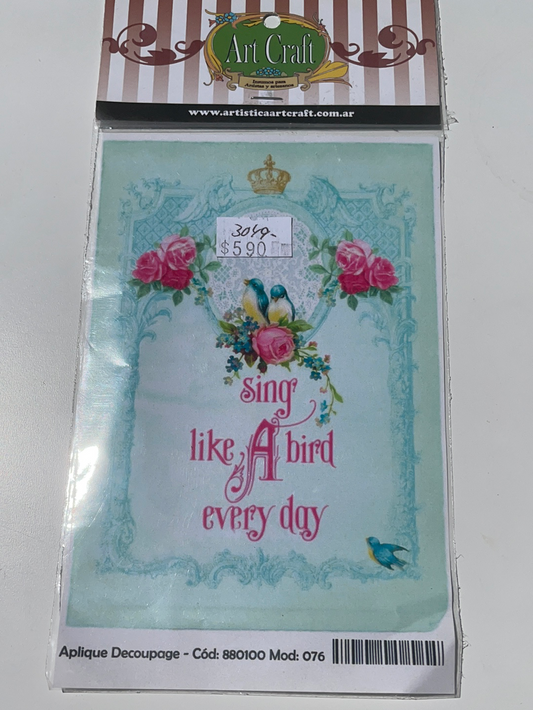 Art Craft
Insumos para
Artistas y artesanos
www.artisticaartcraft.com.ar
$590
sing
like A bird
every day
Aplique Decoupage - Cód: 880100 Mod: 076